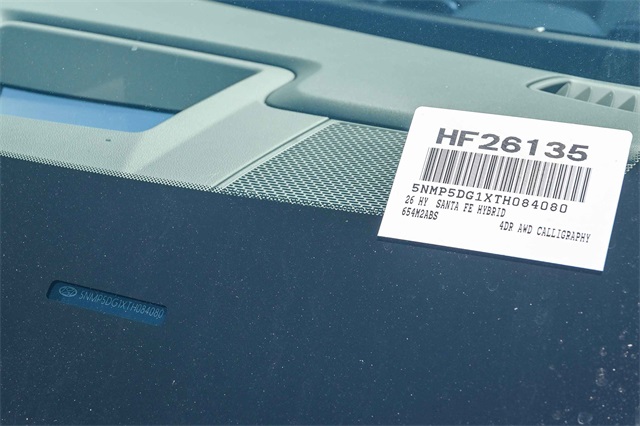 HF26135
5NMP5DG1XTH084080
26 HY SANTA FE HYBRID
654M2ABS
4DR AWD CALLIGRAPHY
5NMP5DG1XTH084080